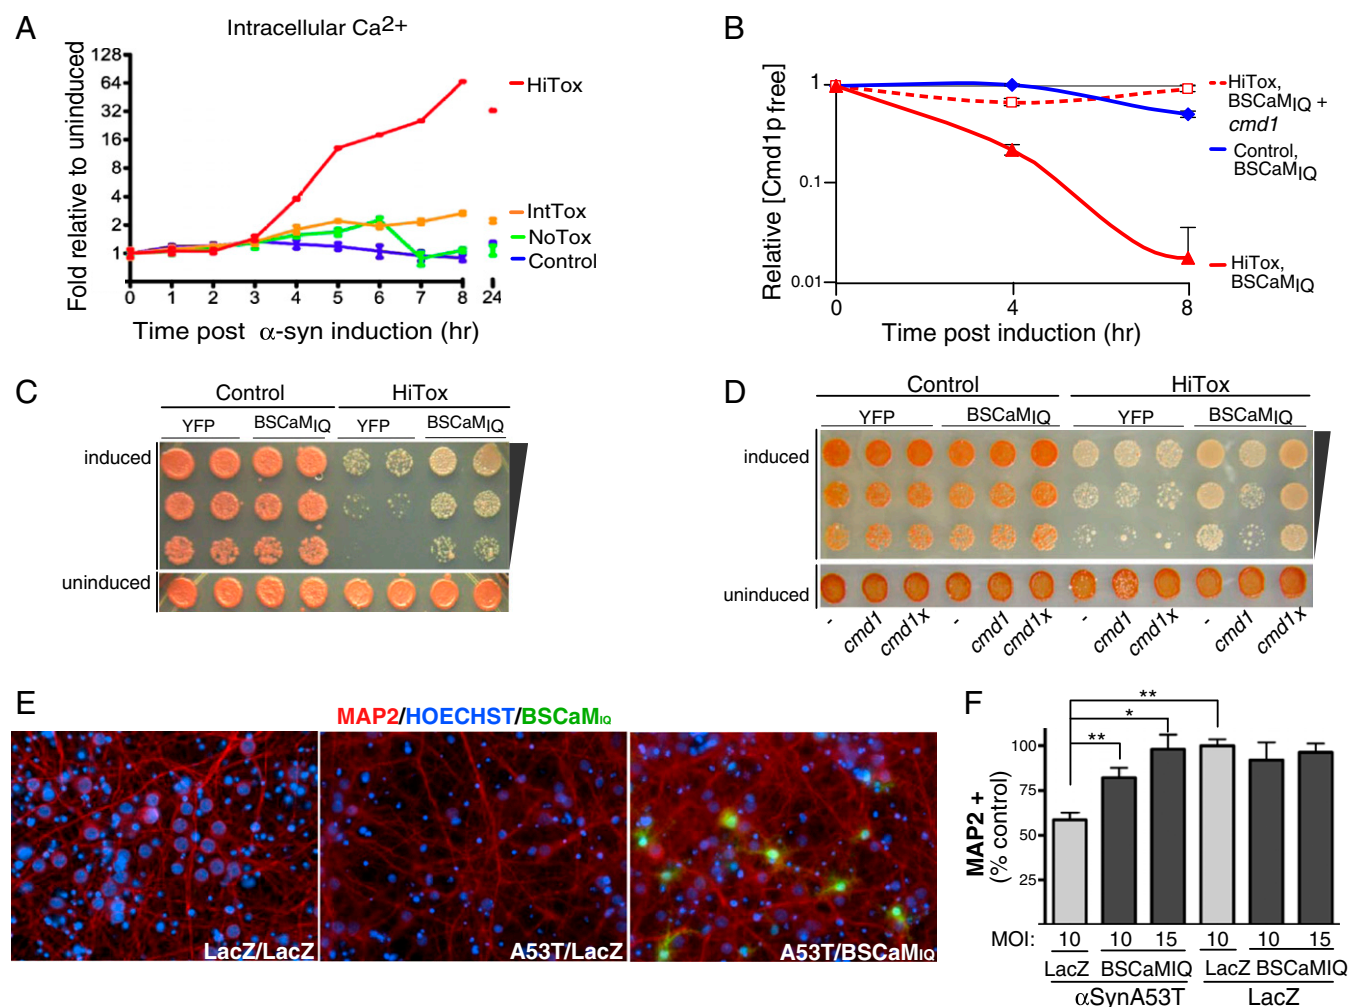 A
Intracellular Ca2+
Fold relative to uninduced
128
64
32
16
8
4
2
1
0 1 2 3 4 5 6 7 8 24
Time post α-syn induction (hr)
HiTox
IntTox
NoTox
Control
B
Relative [Cmd1p free]
1
0.1
0.01
0 4 8
Time post induction (hr)
HiTox,
BSCaMIQ +
cmd1
Control,
BSCaMIQ
HiTox,
BSCaMIQ
C
Control HiTox
YFP BSCaMIQ YFP BSCaMIQ
induced
uninduced
D
Control HiTox
YFP BSCaMIQ YFP BSCaMIQ
induced
uninduced
- cmd1 cmd1x - cmd1 cmd1x - cmd1 cmd1x - cmd1 cmd1x
E
MAP2/HOECHST/BSCaMIQ
LacZ/LacZ
A53T/LacZ
A53T/BSCaMIQ
F
MAP2 +
(% control)
100
75
50
25
** * **
MOI: 10 10 15 10 10 15
LacZ BSCaMIQ LacZ BSCaMIQ
αSynA53T LacZ